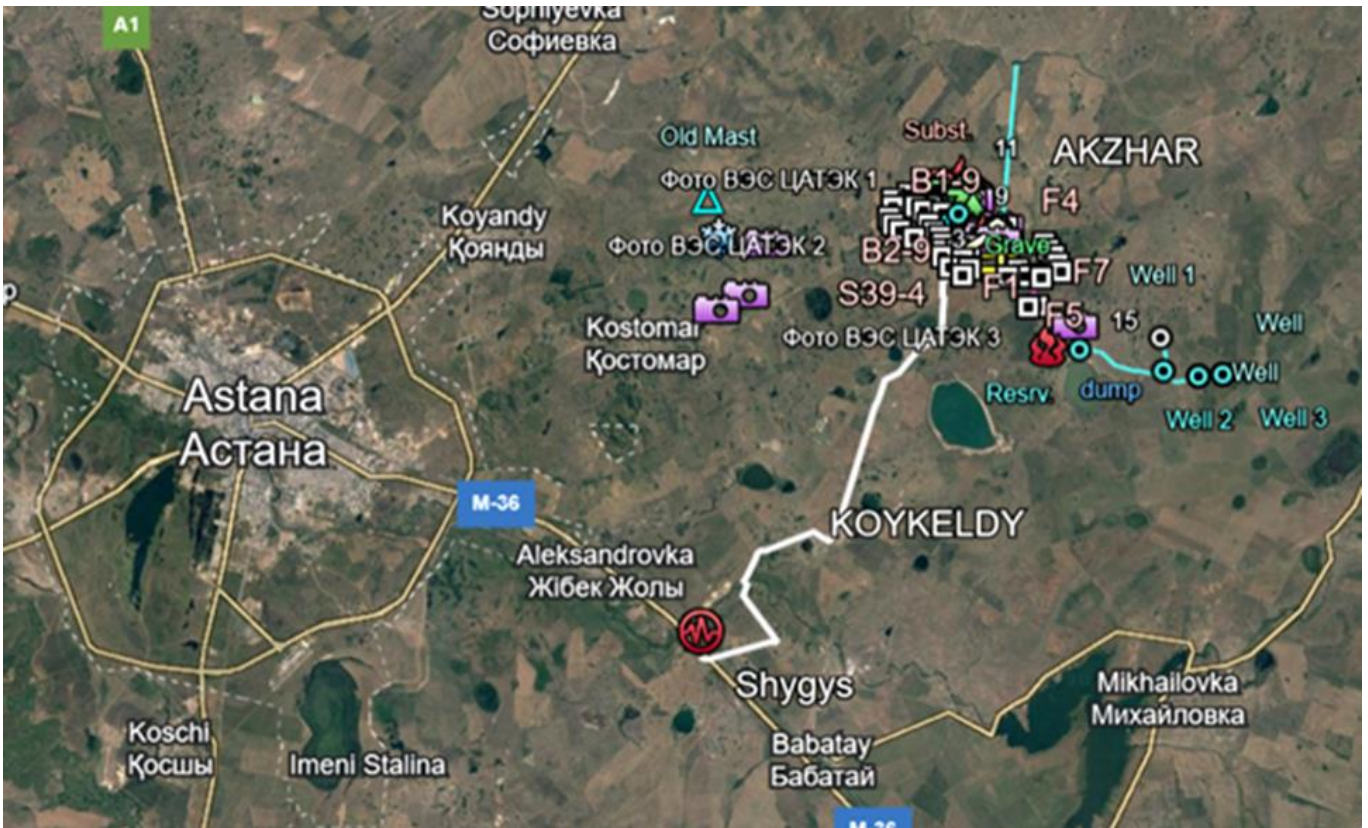 A1
Sophiyevka
Софиевка
Old Mast
Subst.
11
AKZHAR
Фото ВЭС ЦАТЭК 1
B1-9
9
F4
Koyandy
Қоянды
Фото ВЭС ЦАТЭК 2
B2-9
3
Grave
F7
Well 1
S39-4
F1
F5
15
Well
Kostomar
Қостомар
Фото ВЭС ЦАТЭК 3
Well
Resrv.
dump
Well 2
Well 3
Astana
Астана
M-36
KOYKELDY
Aleksandrovka
Жібек Жолы
Shygys
Mikhailovka
Михайловка
Koschi
Қосшы
Imeni Stalina
Babatay
Бабатай
M-36